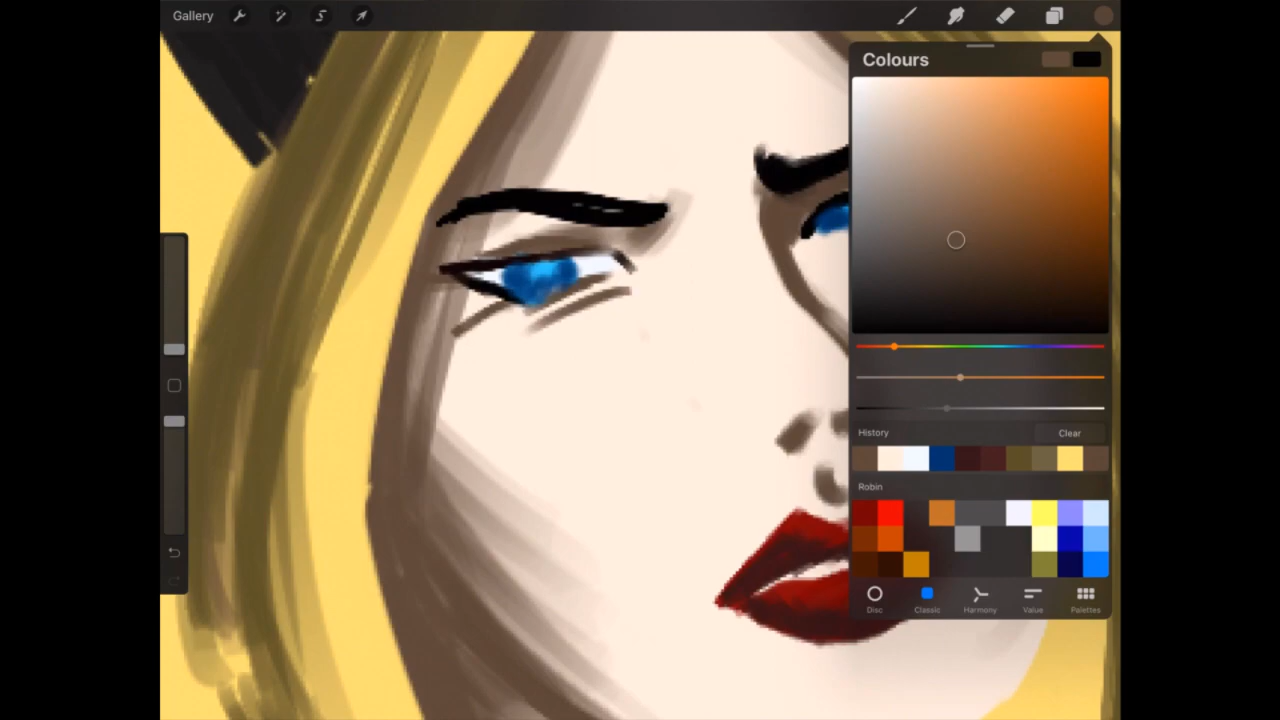 Gallery
Colours
History
Clear
Robin
Disc
Classic
Harmony
Value
Palettes